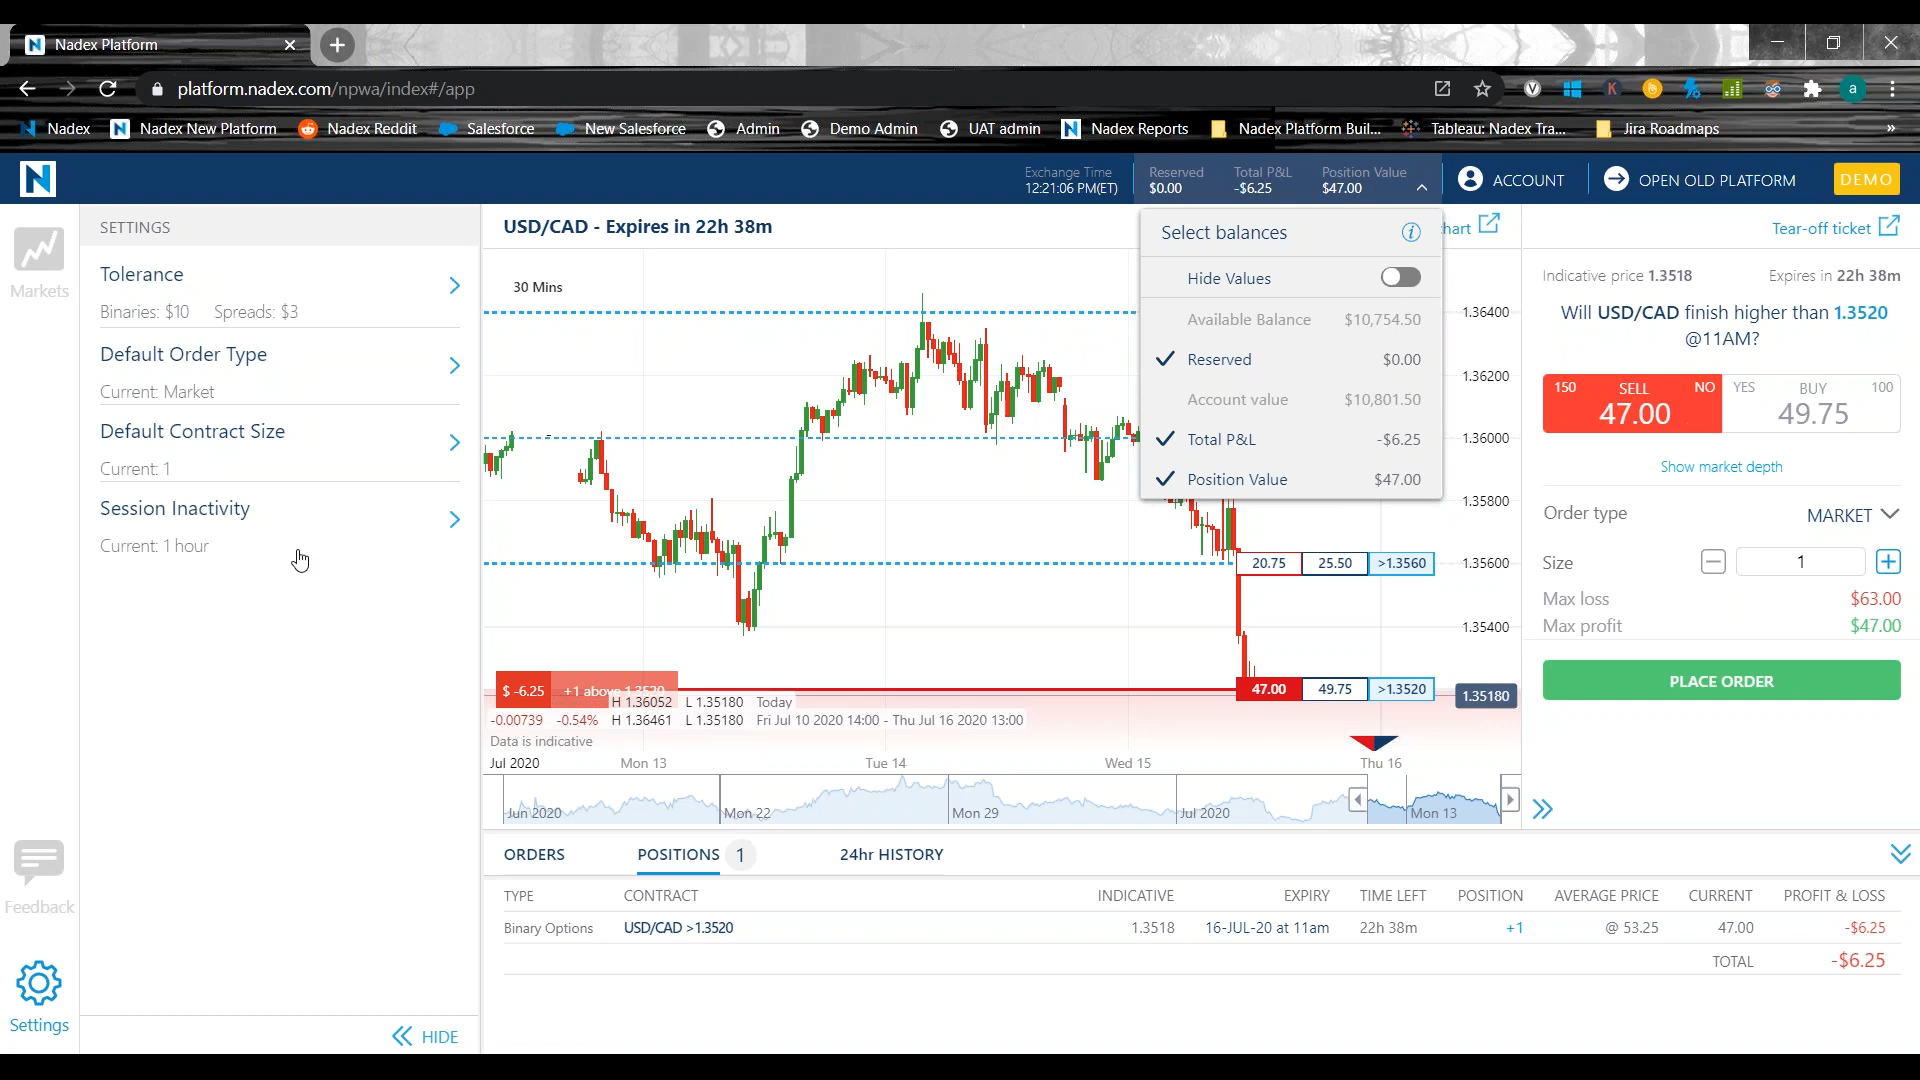 Nadex Platform
platform.nadex.com/npwa/index#/app
Nadex
Nadex New Platform
Nadex Reddit
Salesforce
New Salesforce
Admin
Demo Admin
UAT admin
Nadex Reports
Nadex Platform Buil...
Tableau: Nadex Tra...
Jira Roadmaps
»
Exchange Time
12:21:06 PM(ET)
Reserved
$0.00
Total P&L
-$6.25
Position Value
$47.00
ACCOUNT
OPEN OLD PLATFORM
DEMO
Markets
Feedback
Settings
SETTINGS
Tolerance
Binaries: $10 Spreads: $3
Default Order Type
Current: Market
Default Contract Size
Current: 1
Session Inactivity
Current: 1 hour
HIDE
USD/CAD - Expires in 22h 38m
hart
30 Mins
Select balances
Hide Values
Available Balance $10,754.50
Reserved $0.00
Account value $10,801.50
Total P&L -$6.25
Position Value $47.00
1.36400
1.36200
1.36000
1.35800
1.35600
1.35400
1.35180
20.75 25.50 >1.3560
47.00 49.75 >1.3520
$ -6.25 +1 above 1.3520
H 1.36052 L 1.35180 Today
-0.00739 -0.54% H 1.36461 L 1.35180 Fri Jul 10 2020 14:00 - Thu Jul 16 2020 13:00
Data is indicative
Jul 2020 Mon 13 Tue 14 Wed 15 Thu 16
Jun 2020 Mon 22 Mon 29 Jul 2020 Mon 13
Tear-off ticket
Indicative price 1.3518 Expires in 22h 38m
Will USD/CAD finish higher than 1.3520
@11AM?
150 SELL NO YES BUY 100
47.00 49.75
Show market depth
Order type MARKET
Size 1
Max loss $63.00
Max profit $47.00
PLACE ORDER
ORDERS POSITIONS 1 24hr HISTORY
TYPE CONTRACT INDICATIVE EXPIRY TIME LEFT POSITION AVERAGE PRICE CURRENT PROFIT & LOSS
Binary Options USD/CAD >1.3520 1.3518 16-JUL-20 at 11am 22h 38m +1 @ 53.25 47.00 -$6.25
TOTAL -$6.25